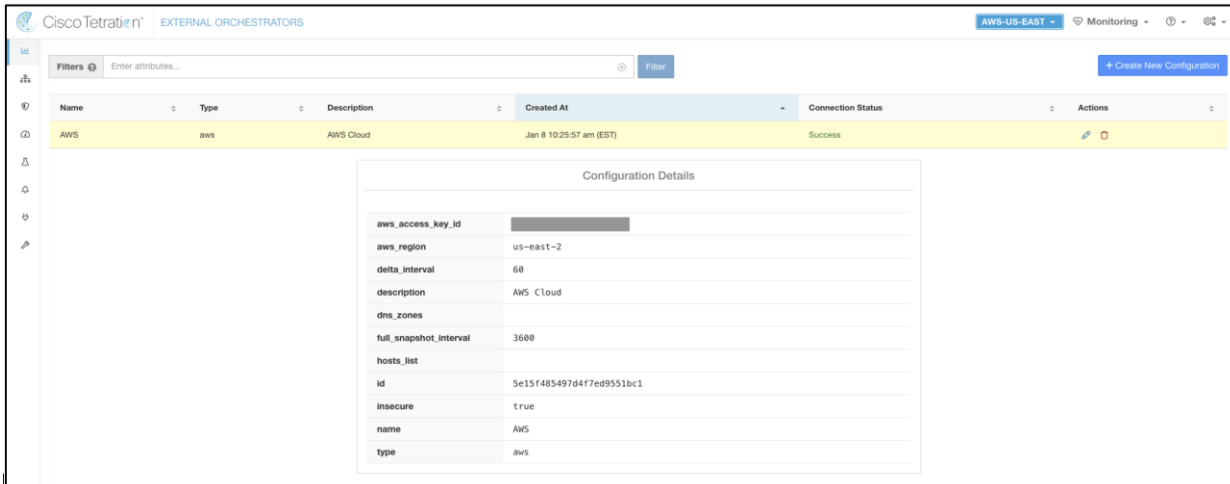 Cisco Tetration EXTERNAL ORCHESTRATORS AWS-US-EAST Monitoring
Filters Enter attributes... Filter + Create New Configuration
Name Type Description Created At Connection Status Actions
AWS aws AWS Cloud Jan 8 10:25:57 am (EST) Success
Configuration Details
aws_access_key_id
aws_region us-east-2
delta_interval 60
description AWS Cloud
dns_zones
full_snapshot_interval 3600
hosts_list
id 5e15f485497d4f7ed9551bc1
insecure true
name AWS
type aws